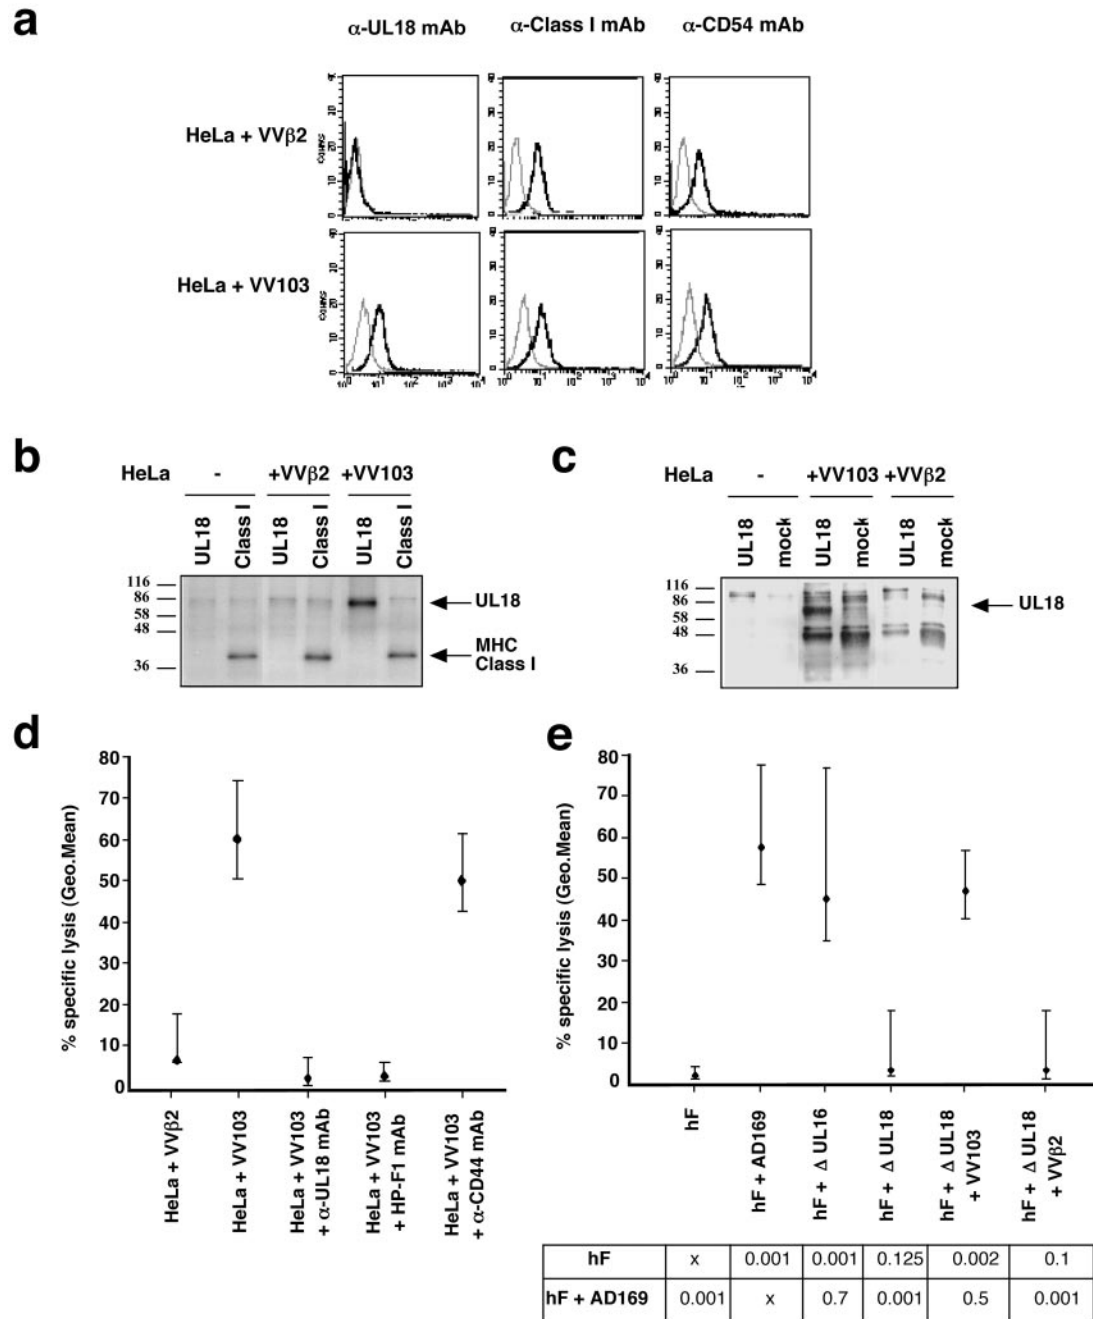 a
α-UL18 mAb α-Class I mAb α-CD54 mAb
HeLa + VVβ2
HeLa + VV103
b
HeLa - +VVβ2 +VV103
UL18 Class I UL18 Class I UL18 Class I
116
86
58
48
36
UL18
MHC
Class I
c
HeLa - +VV103 +VVβ2
UL18 mock UL18 mock UL18 mock
116
86
58
48
36
UL18
d
% specific lysis (Geo.Mean)
80
70
60
50
40
30
20
10
0
HeLa + VVβ2
HeLa + VV103
HeLa + VV103
+ α-UL18 mAb
HeLa + VV103
+ HP-F1 mAb
HeLa + VV103
+ α-CD44 mAb
e
% specific lysis (Geo.Mean)
80
70
60
50
40
30
20
10
0
hF
hF + AD169
hF + Δ UL16
hF + Δ UL18
hF + Δ UL18
+ VV103
hF + Δ UL18
+ VVβ2
hF x 0.001 0.001 0.125 0.002 0.1
hF + AD169 0.001 x 0.7 0.001 0.5 0.001